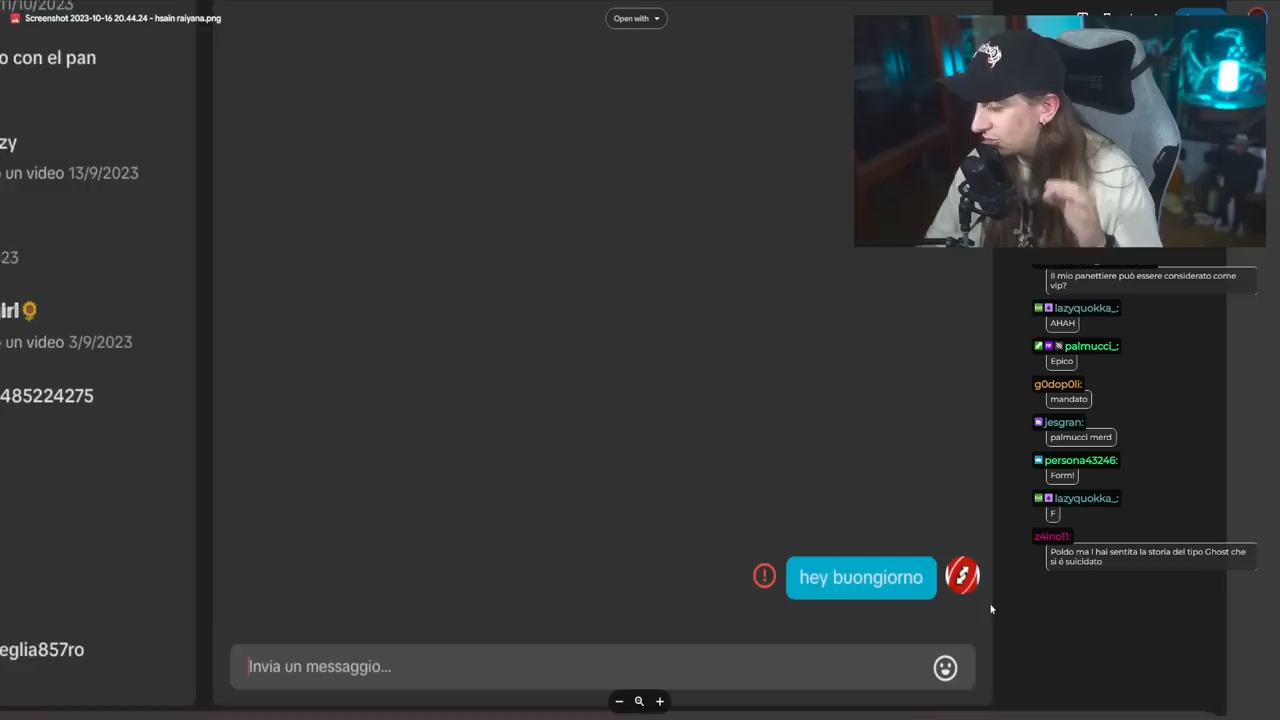 11/10/2023
Screenshot 2023-10-16 20.44.24 - hsain raiyana.png
Open with
o con el pan
zy
o un video 13/9/2023
23
irl🌻
o un video 3/9/2023
485224275
eglia857ro
hey buongiorno
Invia un messaggio...
Il mio panettiere può essere considerato come
vip?
lazyquokka_:
AHAH
palmucci_:
Epico
g0dop0li:
mandato
jesgran:
palmucci merd
persona43246:
Form!
lazyquokka_:
F
z4ino11:
Poldo ma l hai sentita la storia del tipo Ghost che
si é suicidato